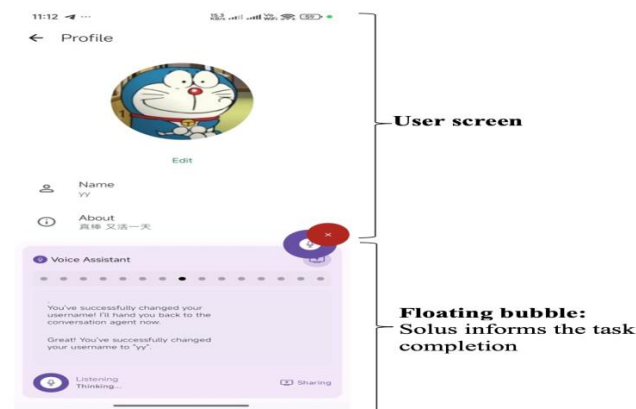 11:12
Profile
User screen
Edit
Name
yy
About
真棒 又活一天
Voice Assistant
You've successfully changed your
username! I'll hand you back to the
conversation agent now.
Great! You've successfully changed
your username to "yy".
Floating bubble:
Solus informs the task
completion
Listening
Thinking...
Sharing